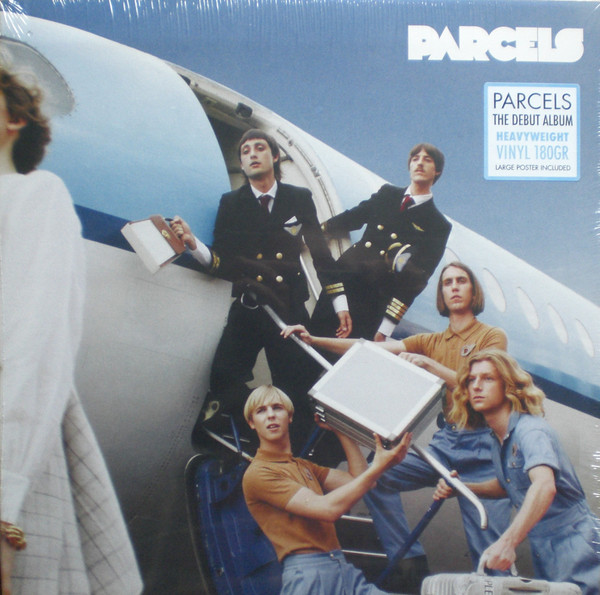 PARCELS
PARCELS
THE DEBUT ALBUM
HEAVYWEIGHT
VINYL 180GR
LARGE POSTER INCLUDED